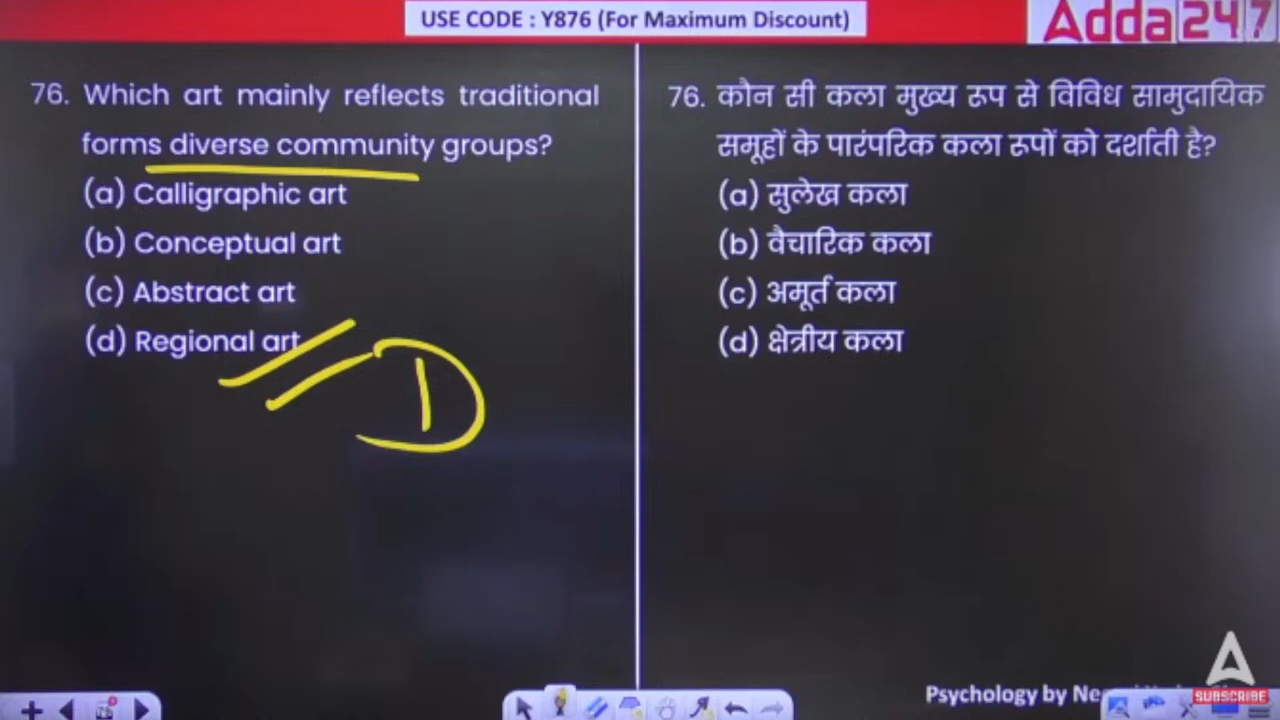 USE CODE : Y876 (For Maximum Discount)
Adda247
76. Which art mainly reflects traditional
forms diverse community groups?
(a) Calligraphic art
(b) Conceptual art
(c) Abstract art
(d) Regional art
D
76. कौन सी कला मुख्य रूप से विविध सामुदायिक
समूहों के पारंपरिक कला रूपों को दर्शाती है?
(a) सुलेख कला
(b) वैचारिक कला
(c) अमूर्त कला
(d) क्षेत्रीय कला
Psychology by
A
SUBSCRIBE